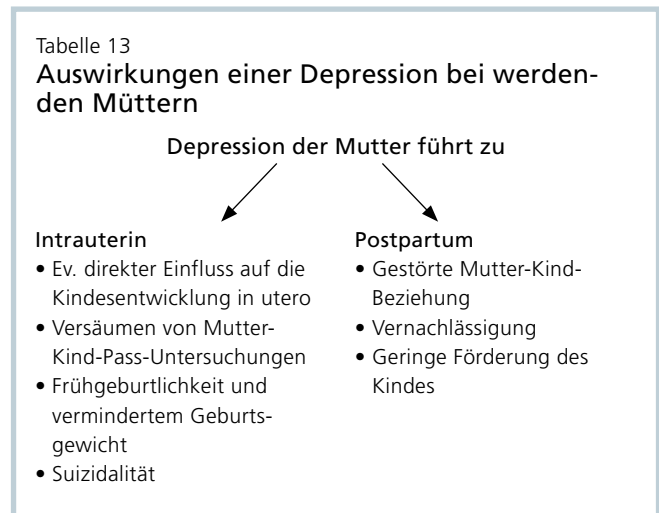 Tabelle 13
Auswirkungen einer Depression bei werden-
den Müttern
Depression der Mutter führt zu
Intrauterin
• Ev. direkter Einfluss auf die
Kindesentwicklung in utero
• Versäumen von Mutter-
Kind-Pass-Untersuchungen
• Frühgeburtlichkeit und
vermindertem Geburts-
gewicht
• Suizidalität
Postpartum
• Gestörte Mutter-Kind-
Beziehung
• Vernachlässigung
• Geringe Förderung des
Kindes